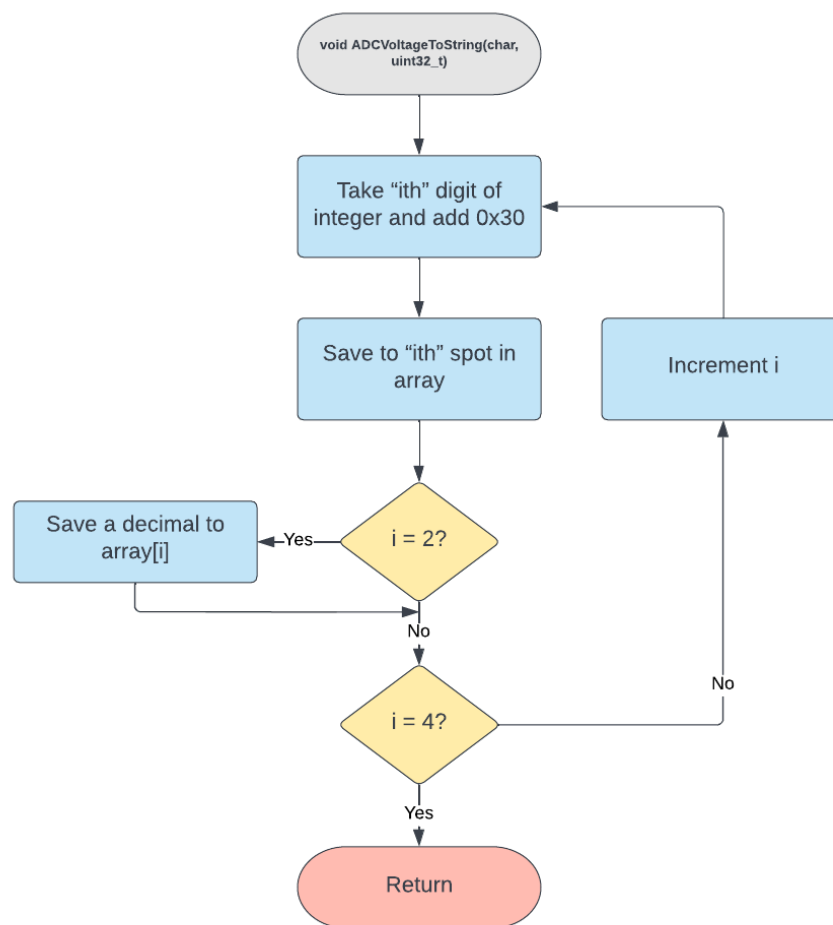 void ADCVoltageToString(char,
uint32_t)
Take “ith” digit of
integer and add 0x30
Save to “ith” spot in
array
Increment i
i = 2?
Yes
Save a decimal to
array[i]
No
i = 4?
No
Yes
Return